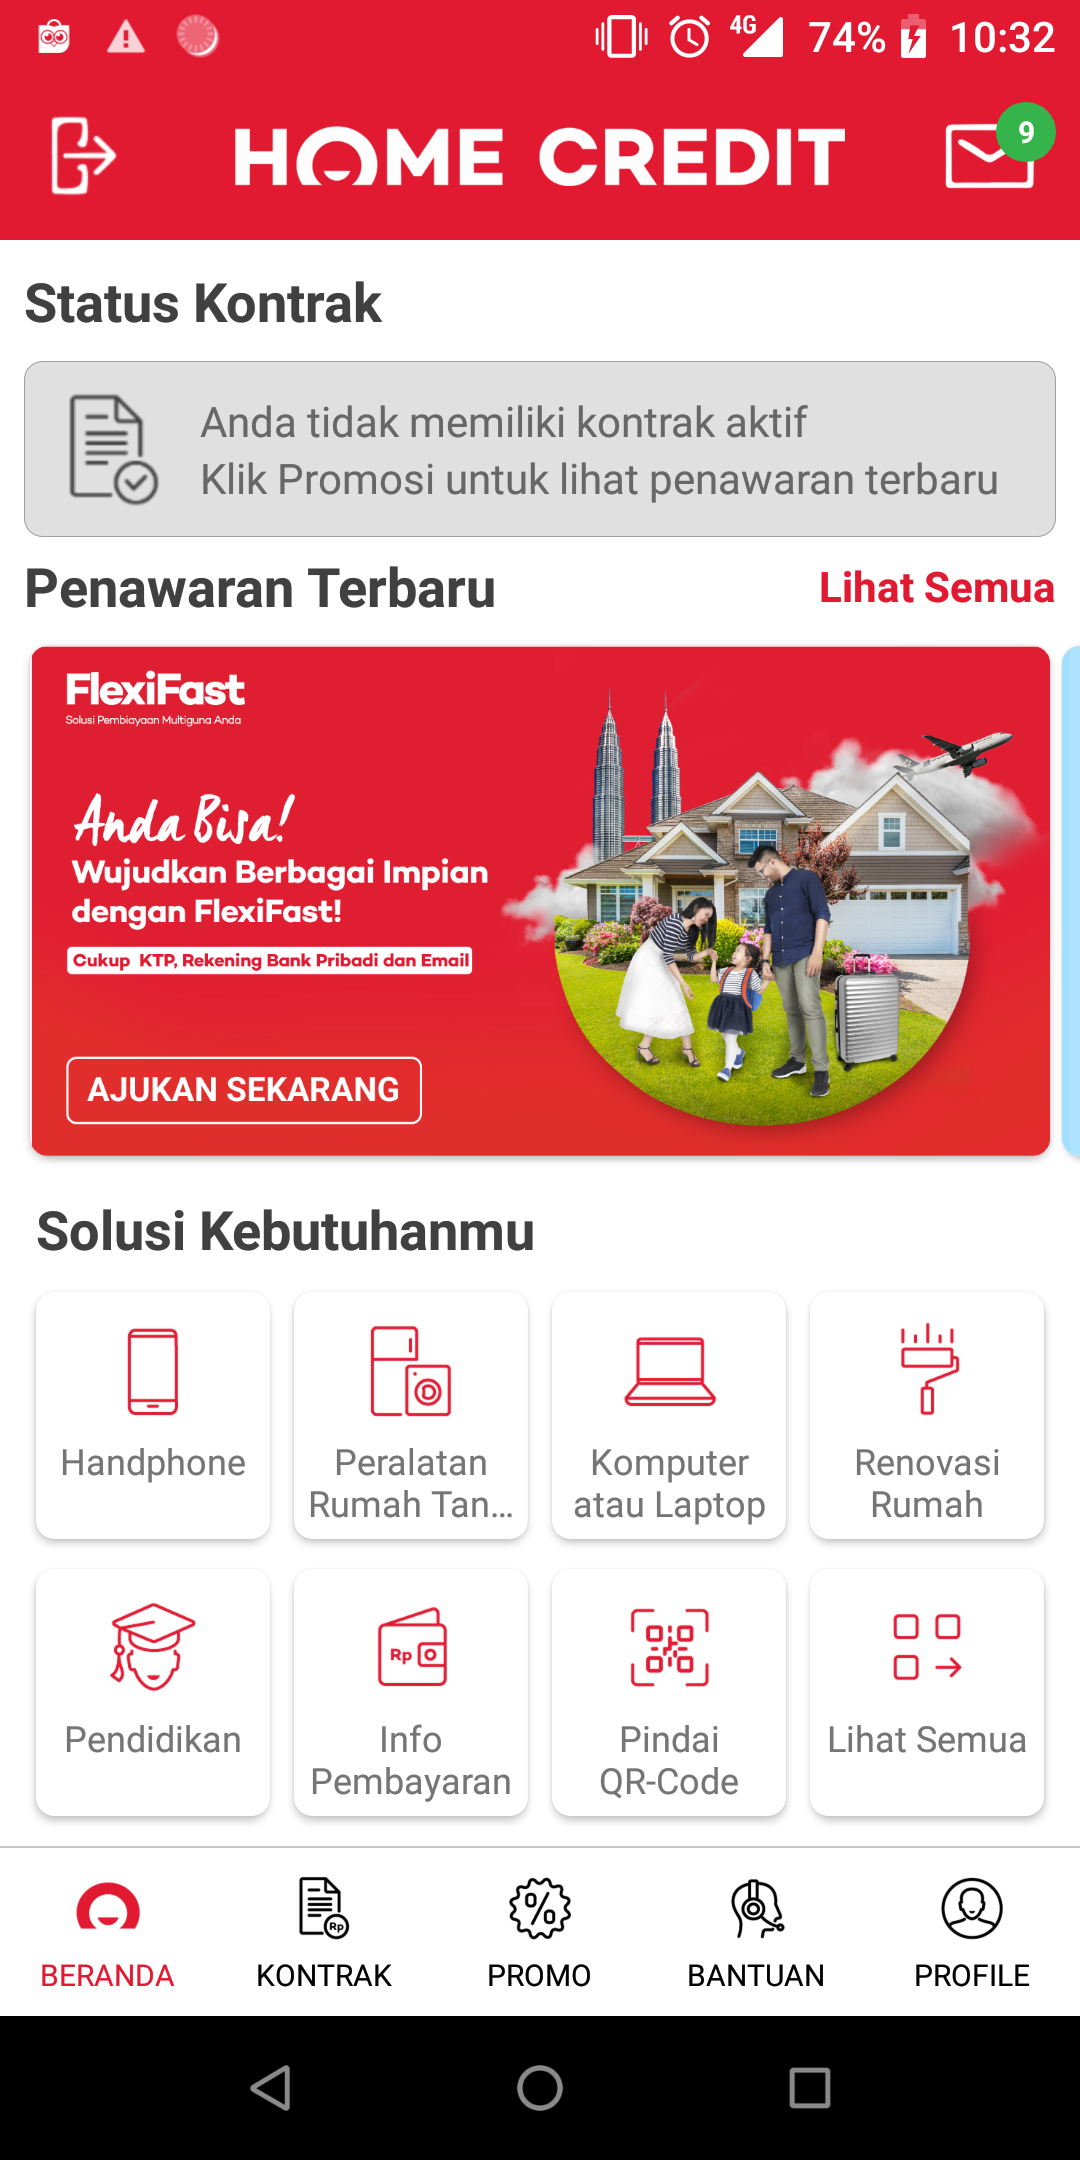 4G 74% 10:32
HOME CREDIT
9
Status Kontrak
Anda tidak memiliki kontrak aktif
Klik Promosi untuk lihat penawaran terbaru
Penawaran Terbaru
Lihat Semua
FlexiFast
Solusi Pembiayaan Multiguna Anda
Anda Bisa!
Wujudkan Berbagai Impian
dengan FlexiFast!
Cukup KTP, Rekening Bank Pribadi dan Email
AJUKAN SEKARANG
Solusi Kebutuhanmu
Handphone
Peralatan
Rumah Tan...
Komputer
atau Laptop
Renovasi
Rumah
Pendidikan
Rp
Info
Pembayaran
Pindai
QR-Code
Lihat Semua
BERANDA
Rp
KONTRAK
%
PROMO
BANTUAN
PROFILE